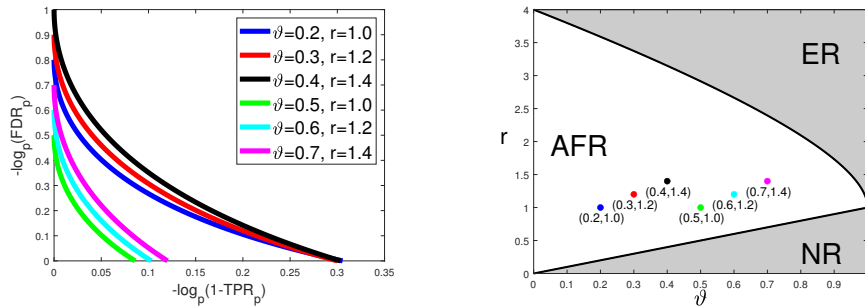 1
0.9
0.8
0.7
0.6
0.5
0.4
0.3
0.2
0.1
0
-log_p(FDR_p)
ϑ=0.2, r=1.0
ϑ=0.3, r=1.2
ϑ=0.4, r=1.4
ϑ=0.5, r=1.0
ϑ=0.6, r=1.2
ϑ=0.7, r=1.4
0 0.05 0.1 0.15 0.2 0.25 0.3 0.35
-log_p(1-TPR_p)
4
3.5
3
2.5
2
1.5
1
0.5
0
r
ER
AFR
NR
(0.4,1.4)
(0.7,1.4)
(0.3,1.2)
(0.6,1.2)
(0.2,1.0)
(0.5,1.0)
0 0.1 0.2 0.3 0.4 0.5 0.6 0.7 0.8 0.9
ϑ